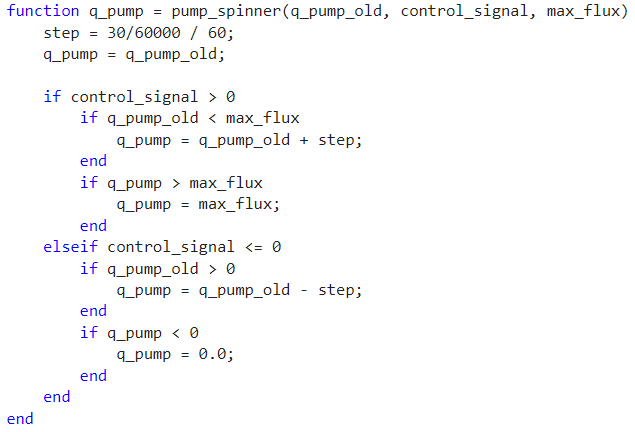 function q_pump = pump_spinner(q_pump_old, control_signal, max_flux)
    step = 30/60000 / 60;
    q_pump = q_pump_old;

    if control_signal > 0
        if q_pump_old < max_flux
            q_pump = q_pump_old + step;
        end
        if q_pump > max_flux
            q_pump = max_flux;
        end
    elseif control_signal <= 0
        if q_pump_old > 0
            q_pump = q_pump_old - step;
        end
        if q_pump < 0
            q_pump = 0.0;
        end
    end
end